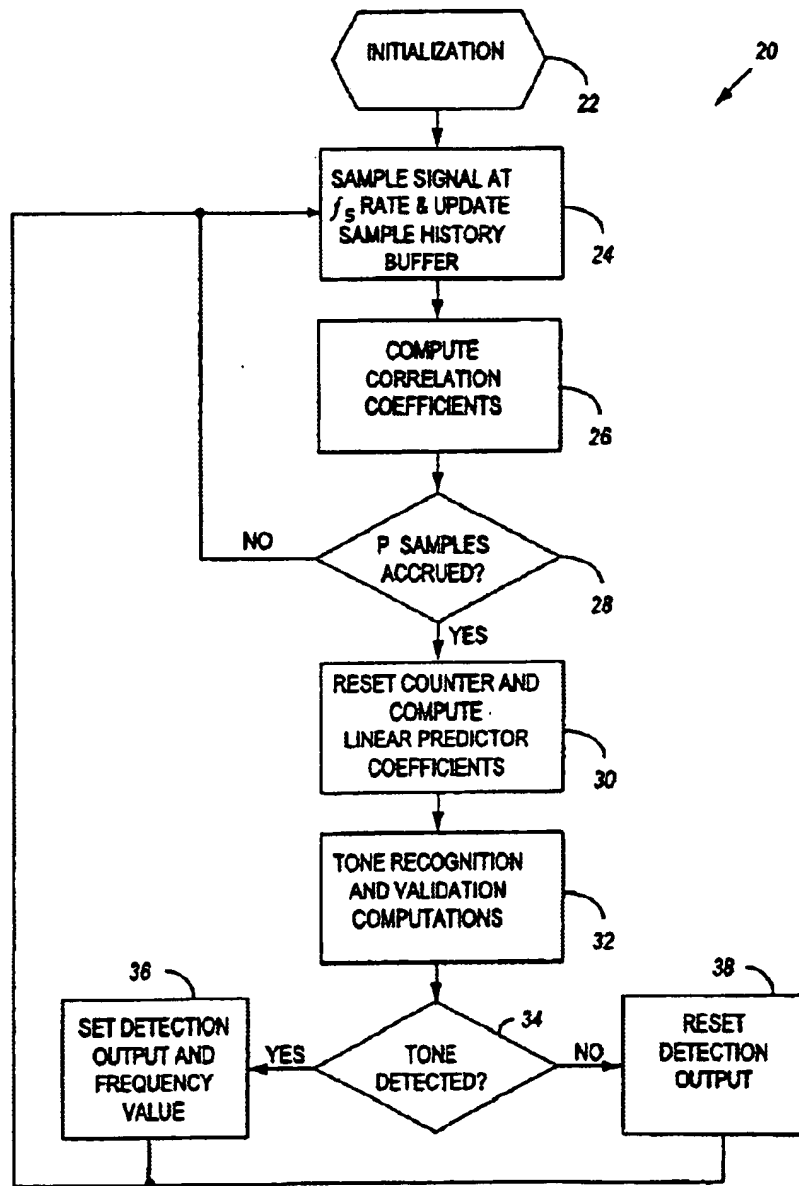 INITIALIZATION
20
22
SAMPLE SIGNAL AT
fS RATE & UPDATE
SAMPLE HISTORY
BUFFER
24
COMPUTE
CORRELATION
COEFFICIENTS
26
NO
P SAMPLES
ACCRUED?
28
YES
RESET COUNTER AND
COMPUTE
LINEAR PREDICTOR
COEFFICIENTS
30
TONE RECOGNITION
AND VALIDATION
COMPUTATIONS
32
36
SET DETECTION
OUTPUT AND
FREQUENCY
VALUE
YES
34
TONE
DETECTED?
NO
38
RESET
DETECTION
OUTPUT